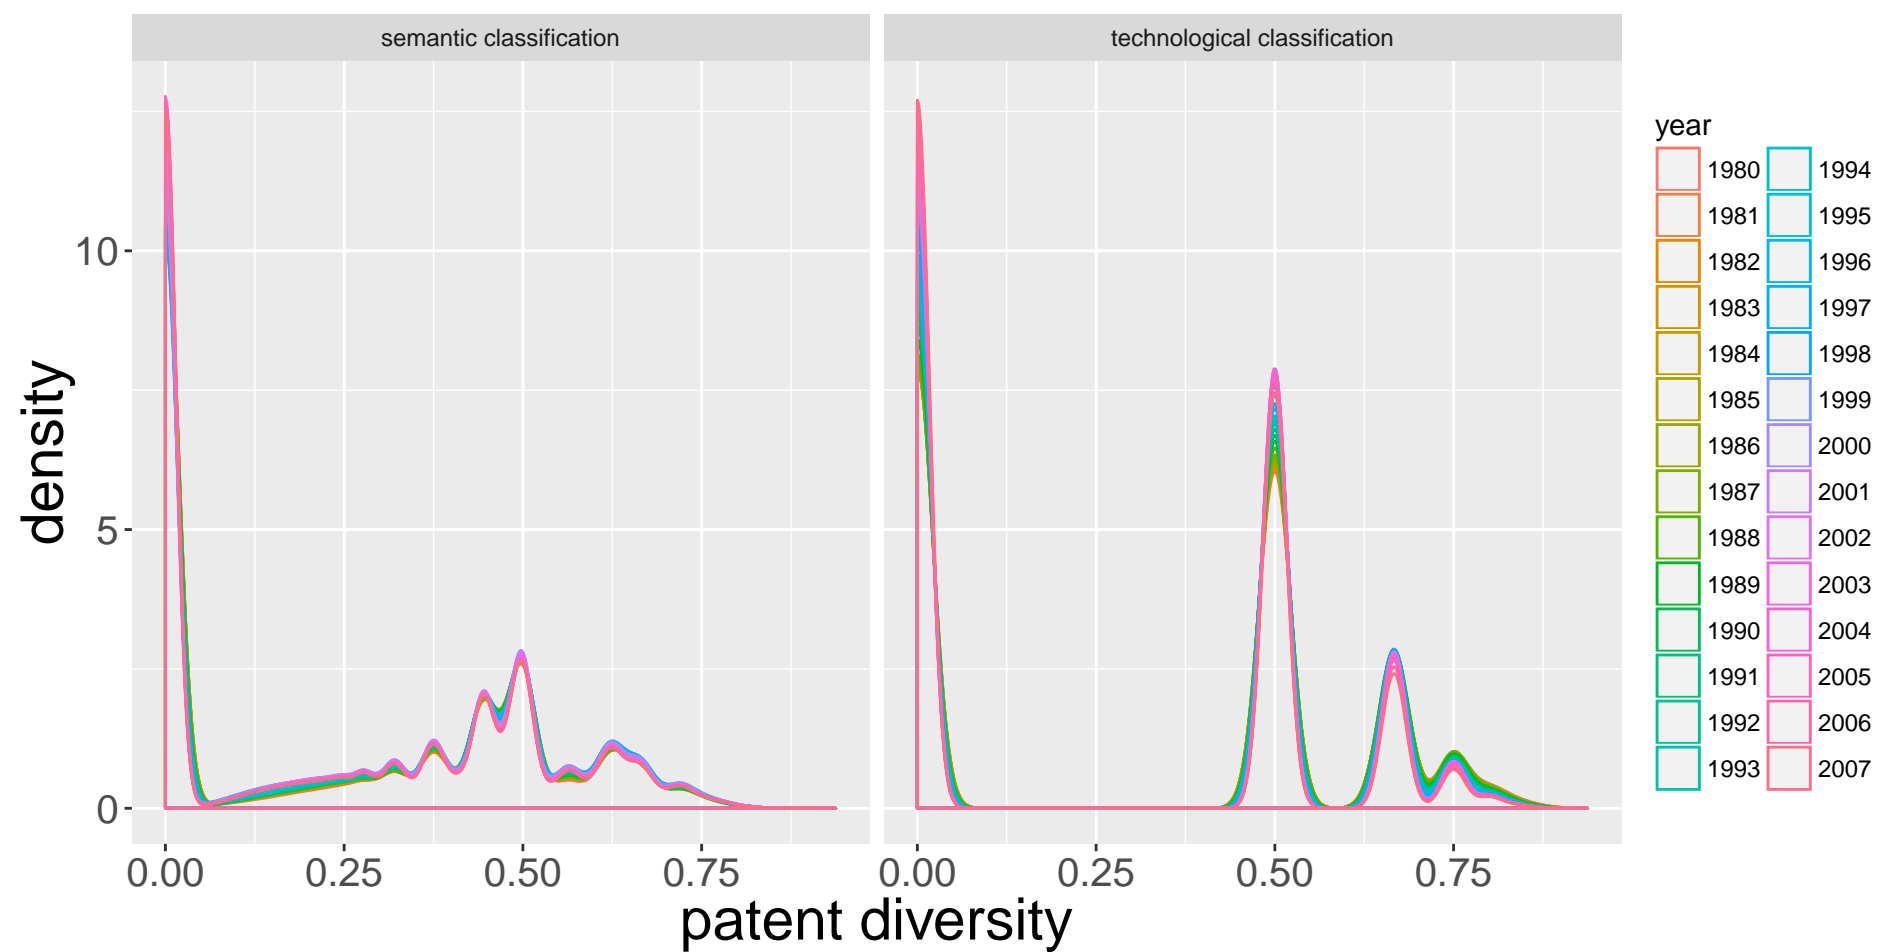 semantic classification
technological classification
density
10
5
0
0.00 0.25 0.50 0.75
0.00 0.25 0.50 0.75
patent diversity
year
1980 1994
1981 1995
1982 1996
1983 1997
1984 1998
1985 1999
1986 2000
1987 2001
1988 2002
1989 2003
1990 2004
1991 2005
1992 2006
1993 2007